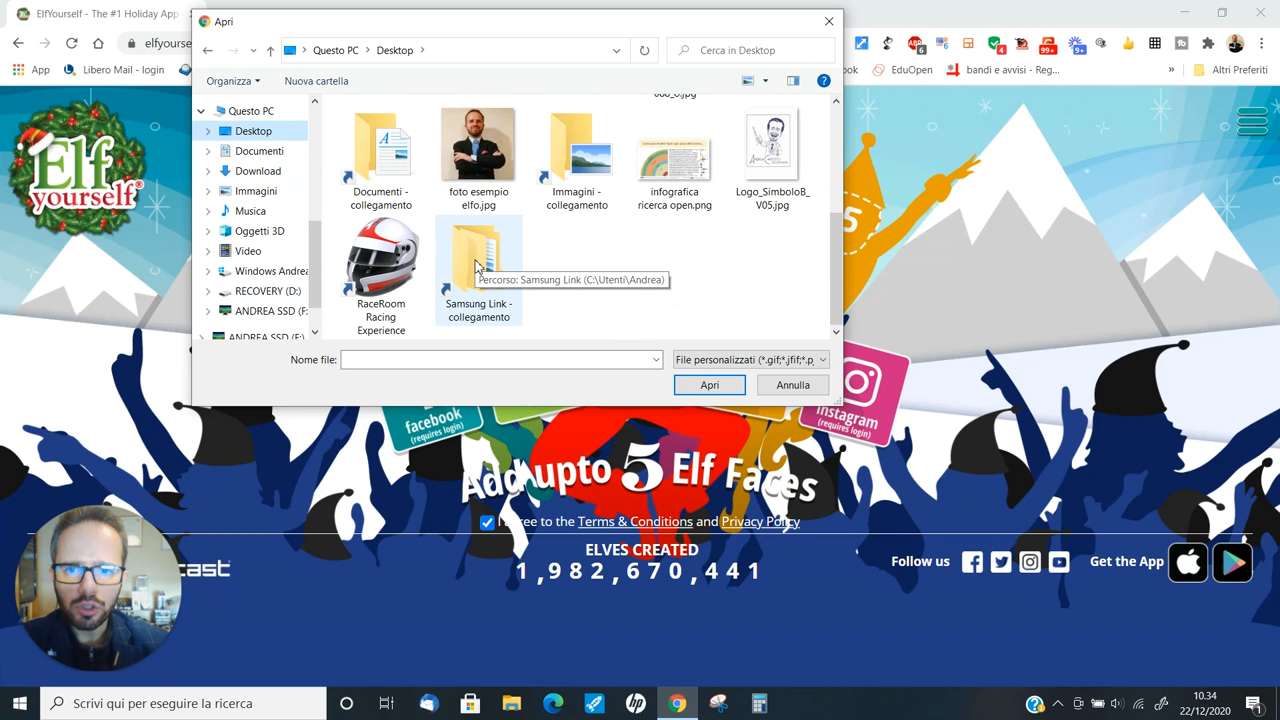 ElfYourself - The #1 Holiday App
Apri
elfyourse
App
Libero Mail - login
EduOpen
bandi e avvisi - Reg...
Altri Preferiti
Questo PC
Desktop
Cerca in Desktop
Organizza
Nuova cartella
Questo PC
Desktop
Documenti
Download
Immagini
Musica
Oggetti 3D
Video
Windows Andrea
RECOVERY (D:)
ANDREA SSD (F:
ANDREA SSD (F:)
Documenti -
collegamento
foto esempio
elfo.jpg
Immagini -
collegamento
infografica
ricerca open.png
Logo_SimboloB_
V05.jpg
RaceRoom
Racing
Experience
Samsung Link -
collegamento
Percorso: Samsung Link (C:\Utenti\Andrea)
Nome file:
File personalizzati (*.gif;*.jfif;*.p
Apri
Annulla
Elf
yourself
facebook
(requires login)
instagram
(requires login)
Add upto 5 Elf Faces
I agree to the Terms & Conditions and Privacy Policy
ELVES CREATED
1,982,670,441
cast
Follow us
Get the App
Scrivi qui per eseguire la ricerca
10.34
22/12/2020